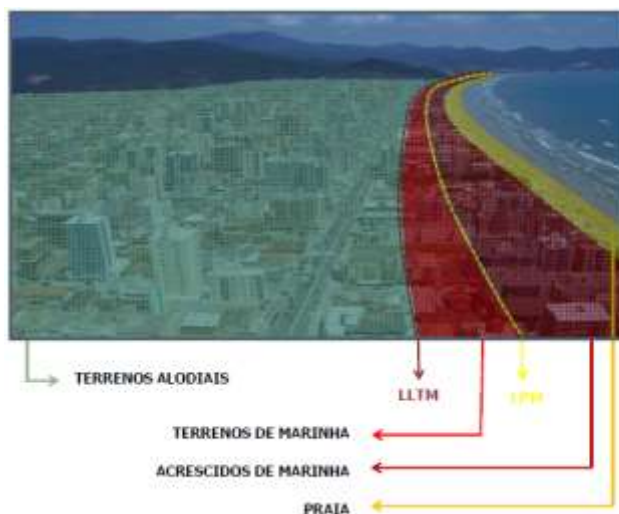 TERRENOS ALODIAIS
LLTM
LPM
TERRENOS DE MARINHA
ACRESCIDOS DE MARINHA
PRAIA